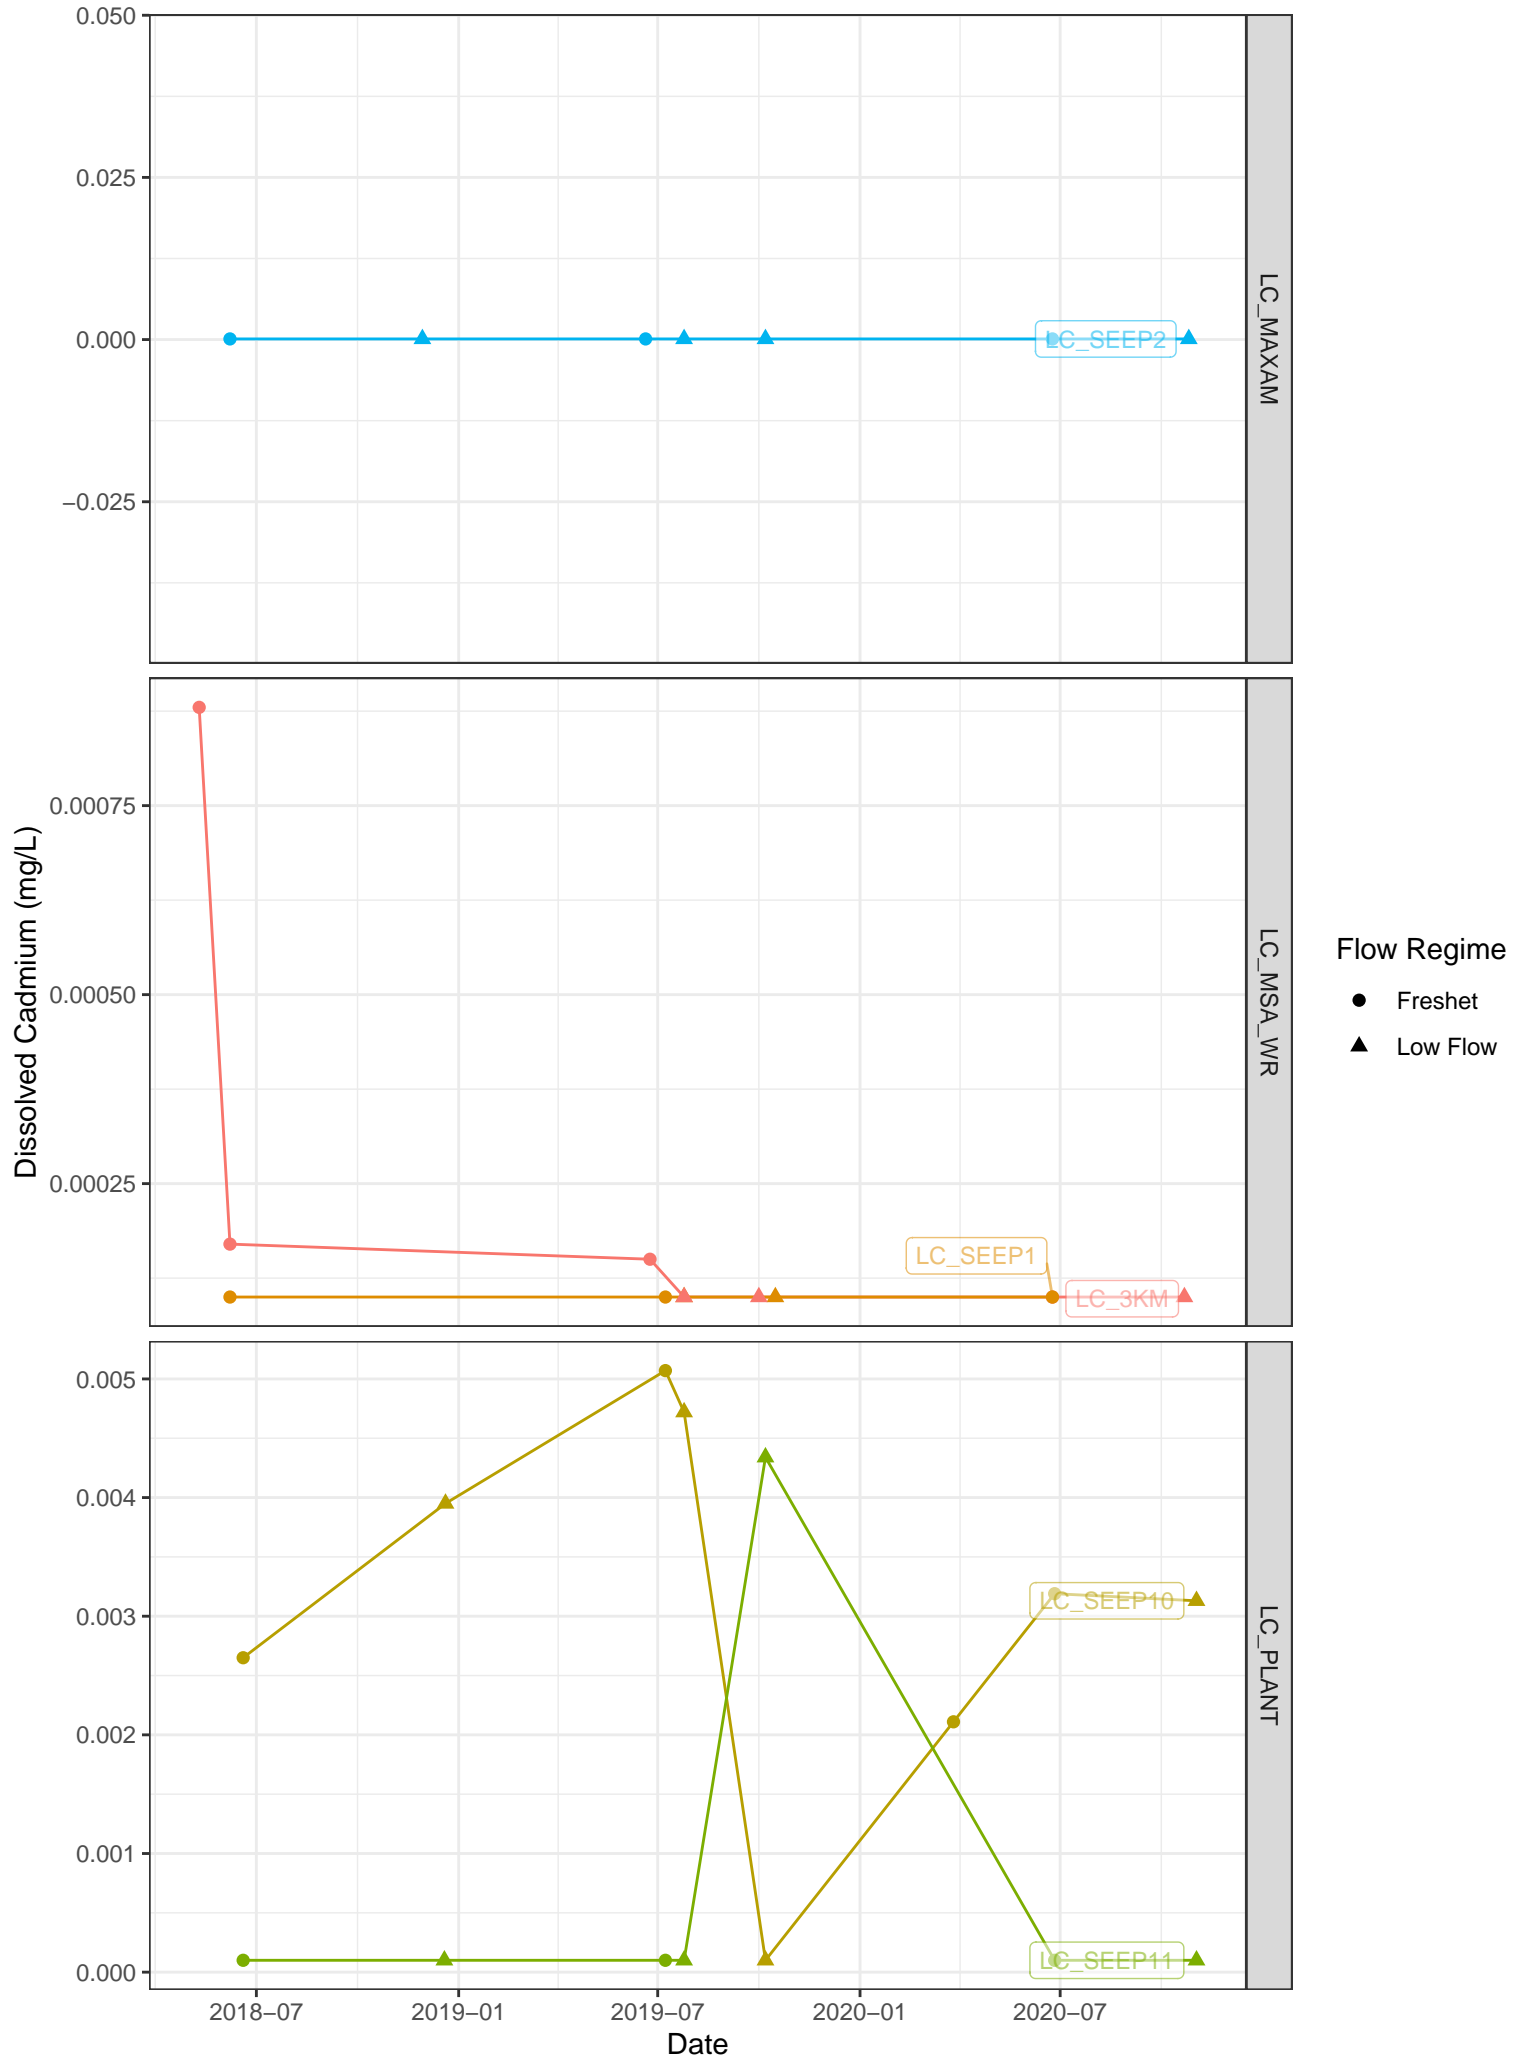 0.050
0.025
0.000
−0.025
LC_SEEP2
LC_MAXAM
Dissolved Cadmium (mg/L)
0.00075
0.00050
0.00025
LC_SEEP1
LC_3KM
LC_MSA_WR
0.005
0.004
0.003
0.002
0.001
0.000
LC_SEEP10
LC_SEEP11
LC_PLANT
2018−07
2019−01
2019−07
2020−01
2020−07
Date
Flow Regime
Freshet
Low Flow